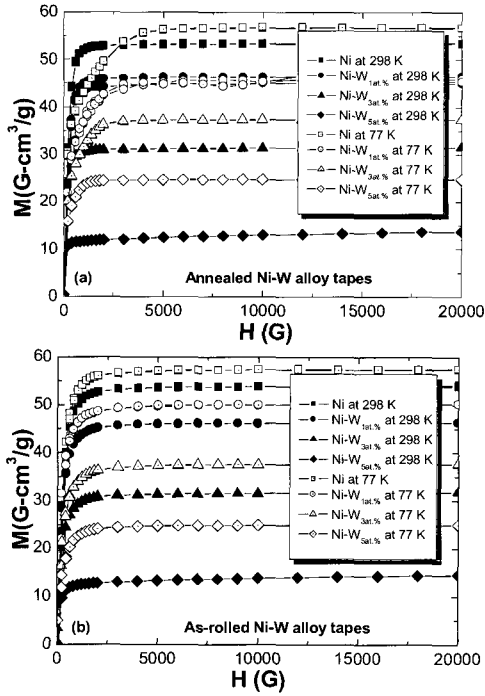 60
50
40
30
20
10
0
M(G-cm³/g)
Ni at 298 K
Ni-W1at.% at 298 K
Ni-W3at.% at 298 K
Ni-W5at.% at 298 K
Ni at 77 K
Ni-W1at.% at 77 K
Ni-W3at.% at 77 K
Ni-W5at.% at 77 K
(a)
Annealed Ni-W alloy tapes
0 5000 10000 15000 20000
H (G)
60
50
40
30
20
10
0
M(G-cm³/g)
Ni at 298 K
Ni-W1at.% at 298 K
Ni-W3at.% at 298 K
Ni-W5at.% at 298 K
Ni at 77 K
Ni-W1at.% at 77 K
Ni-W3at.% at 77 K
Ni-W5at.% at 77 K
(b)
As-rolled Ni-W alloy tapes
0 5000 10000 15000 20000
H (G)